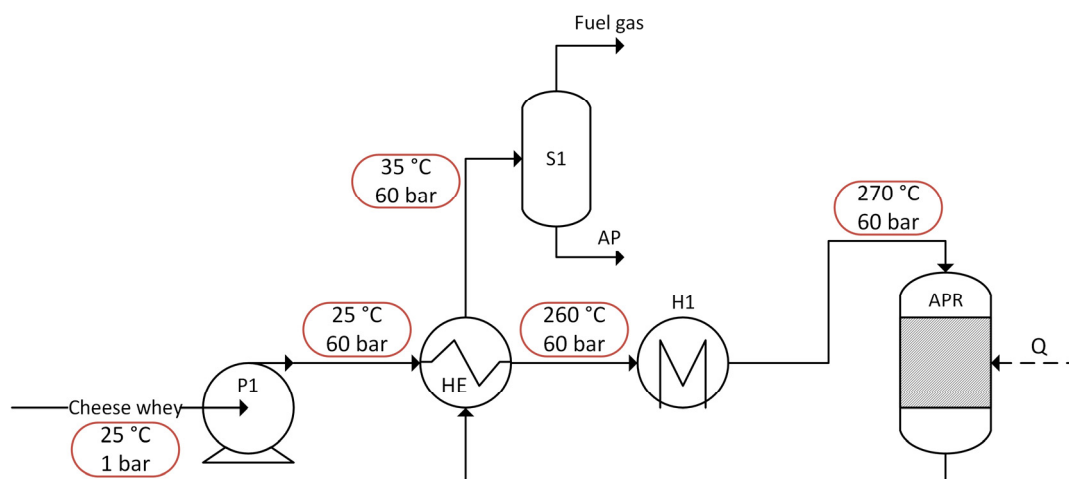 Fuel gas
35 °C
60 bar
S1
270 °C
60 bar
AP
H1
APR
25 °C
60 bar
260 °C
60 bar
HE
P1
Q
Cheese whey
25 °C
1 bar